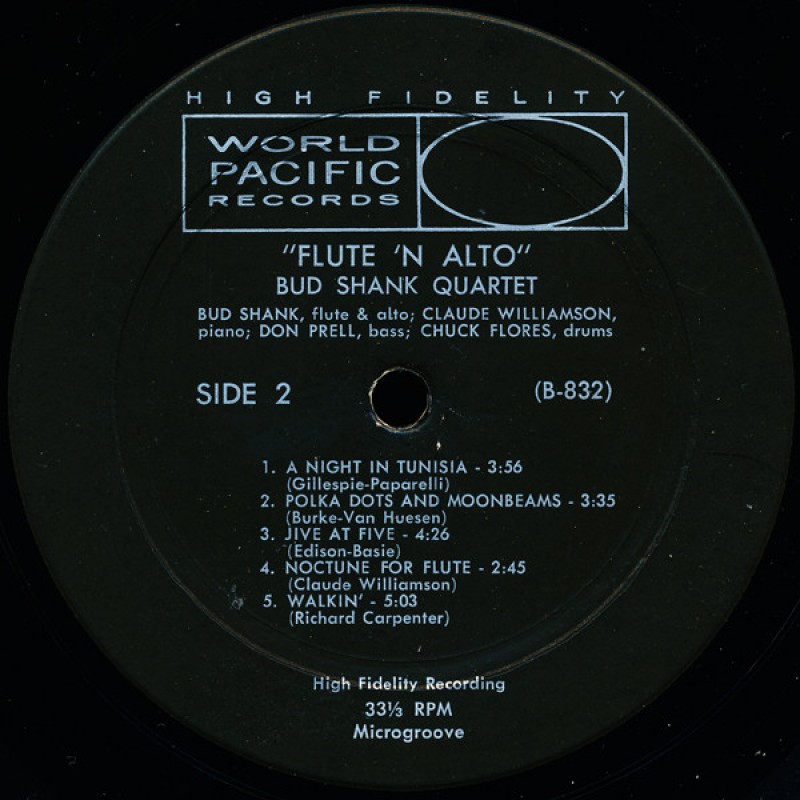 HIGH FIDELITY
WORLD
PACIFIC
RECORDS
"FLUTE 'N ALTO"
BUD SHANK QUARTET
BUD SHANK, flute & alto; CLAUDE WILLIAMSON,
piano; DON PRELL, bass; CHUCK FLORES, drums
SIDE 2 (B-832)
1. A NIGHT IN TUNISIA - 3:56
(Gillespie-Paparelli)
2. POLKA DOTS AND MOONBEAMS - 3:35
(Burke-Van Huesen)
3. JIVE AT FIVE - 4:26
(Edison-Basie)
4. NOCTUNE FOR FLUTE - 2:45
(Claude Williamson)
5. WALKIN' - 5:03
(Richard Carpenter)
High Fidelity Recording
33⅓ RPM
Microgroove